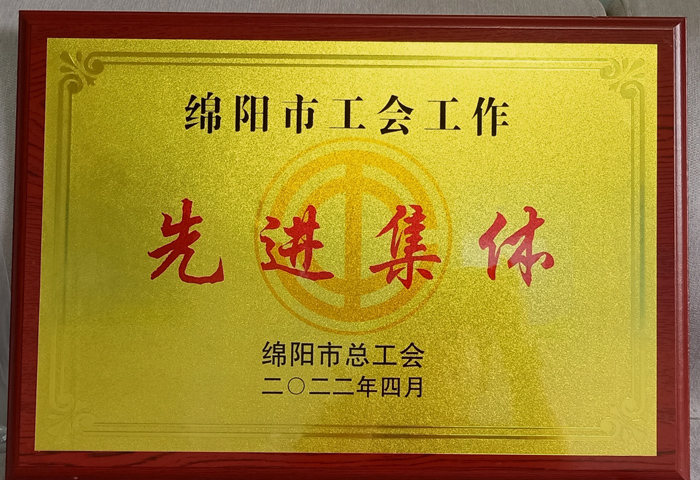 绵阳市工会工作
先进集体
绵阳市总工会
二〇二二年四月